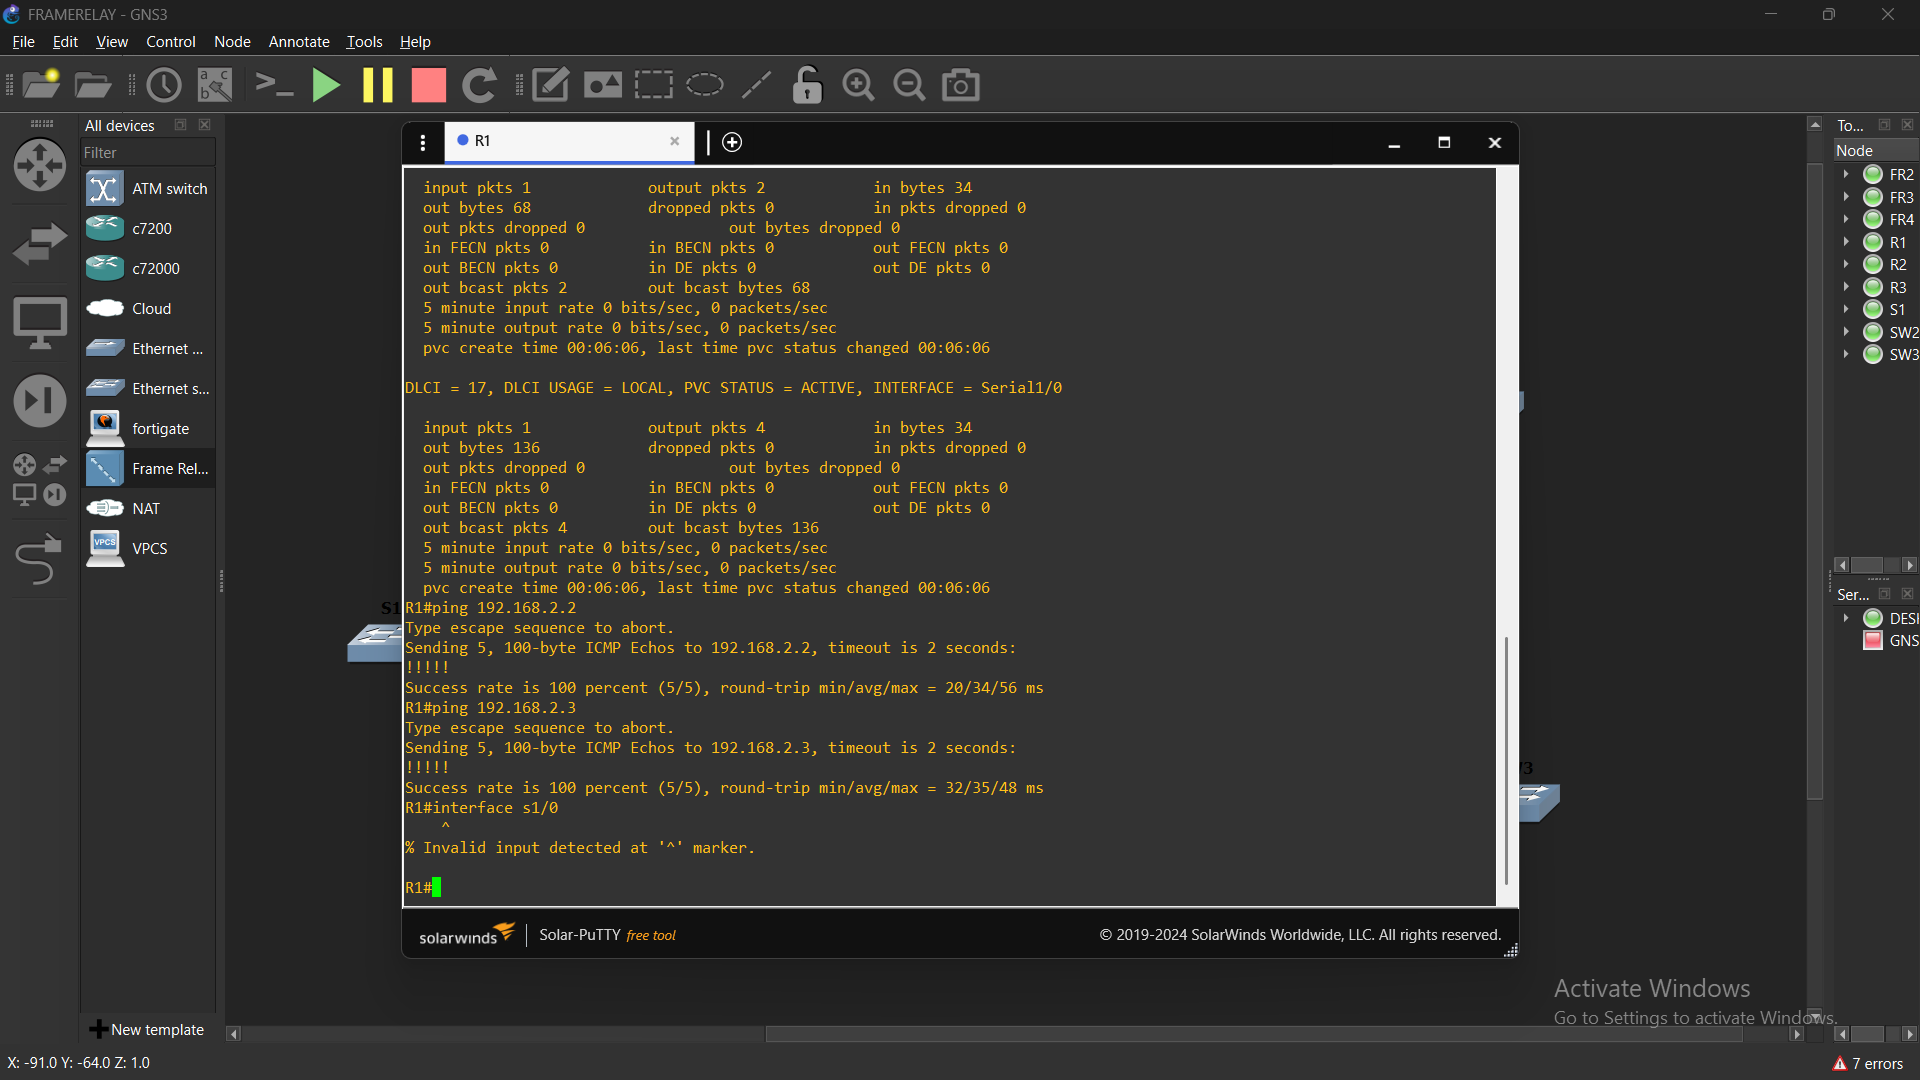 FRAMERELAY - GNS3
File Edit View Control Node Annotate Tools Help
All devices
Filter
ATM switch
c7200
c72000
Cloud
Ethernet ...
Ethernet s...
fortigate
Frame Rel...
NAT
VPCS
VPCS
New template
S1
R1
input pkts 1 output pkts 2 in bytes 34
out bytes 68 dropped pkts 0 in pkts dropped 0
out pkts dropped 0 out bytes dropped 0
in FECN pkts 0 in BECN pkts 0 out FECN pkts 0
out BECN pkts 0 in DE pkts 0 out DE pkts 0
out bcast pkts 2 out bcast bytes 68
5 minute input rate 0 bits/sec, 0 packets/sec
5 minute output rate 0 bits/sec, 0 packets/sec
pvc create time 00:06:06, last time pvc status changed 00:06:06
DLCI = 17, DLCI USAGE = LOCAL, PVC STATUS = ACTIVE, INTERFACE = Serial1/0
input pkts 1 output pkts 4 in bytes 34
out bytes 136 dropped pkts 0 in pkts dropped 0
out pkts dropped 0 out bytes dropped 0
in FECN pkts 0 in BECN pkts 0 out FECN pkts 0
out BECN pkts 0 in DE pkts 0 out DE pkts 0
out bcast pkts 4 out bcast bytes 136
5 minute input rate 0 bits/sec, 0 packets/sec
5 minute output rate 0 bits/sec, 0 packets/sec
pvc create time 00:06:06, last time pvc status changed 00:06:06
R1#ping 192.168.2.2
Type escape sequence to abort.
Sending 5, 100-byte ICMP Echos to 192.168.2.2, timeout is 2 seconds:
!!!!!
Success rate is 100 percent (5/5), round-trip min/avg/max = 20/34/56 ms
R1#ping 192.168.2.3
Type escape sequence to abort.
Sending 5, 100-byte ICMP Echos to 192.168.2.3, timeout is 2 seconds:
!!!!!
Success rate is 100 percent (5/5), round-trip min/avg/max = 32/35/48 ms
R1#interface s1/0
^
% Invalid input detected at '^' marker.
R1#
solarwinds Solar-PuTTY free tool
© 2019-2024 SolarWinds Worldwide, LLC. All rights reserved.
To...
Node
FR2
FR3
FR4
R1
R2
R3
S1
SW2
SW3
Ser...
DESI
GNS
Activate Windows
Go to Settings to activate Windows.
X: -91.0 Y: -64.0 Z: 1.0
7 errors